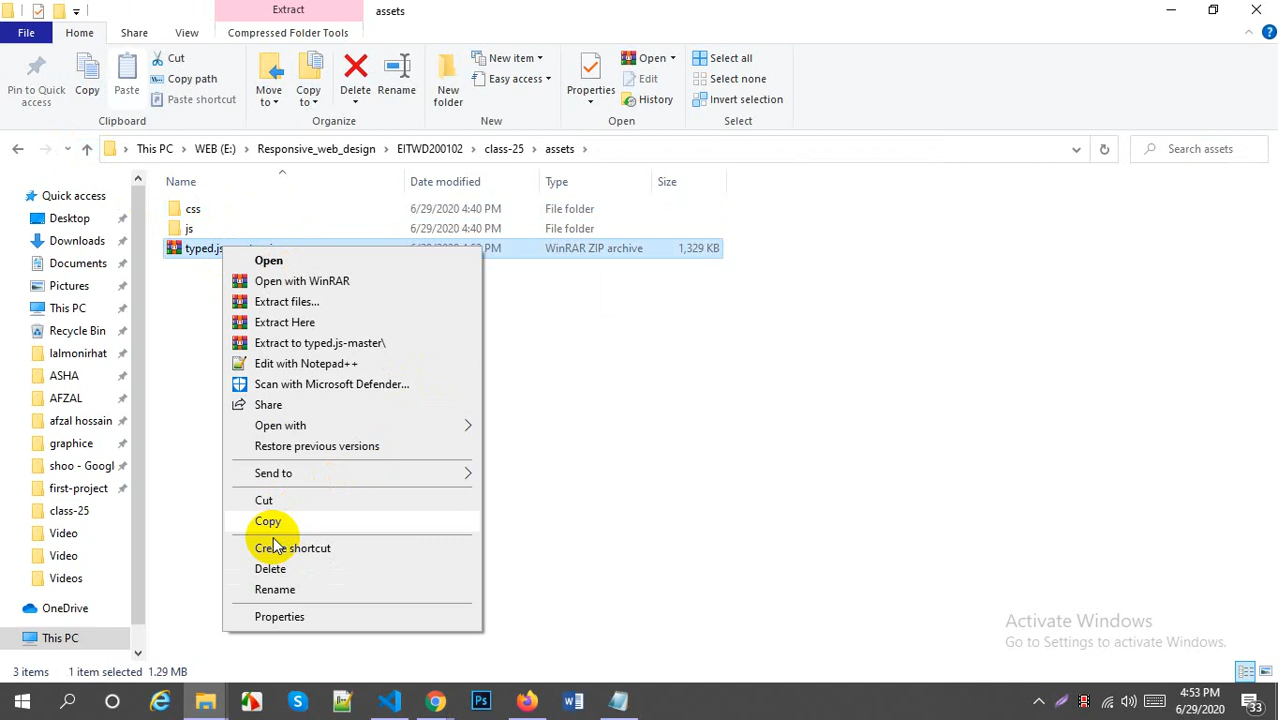 Extract
assets
File
Home
Share
View
Compressed Folder Tools
Pin to Quick access
Copy
Paste
Cut
Copy path
Paste shortcut
Clipboard
Move to
Copy to
Delete
Rename
Organize
New folder
New item
Easy access
New
Properties
Open
Edit
History
Open
Select all
Select none
Invert selection
Select
This PC
WEB (E:)
Responsive_web_design
EITWD200102
class-25
assets
Search assets
Name
Date modified
Type
Size
Quick access
Desktop
Downloads
Documents
Pictures
This PC
Recycle Bin
lalmonirhat
ASHA
AFZAL
afzal hossain
graphice
shoo - Googl
first-project
class-25
Video
Video
Videos
OneDrive
This PC
css 6/29/2020 4:40 PM File folder
js 6/29/2020 4:40 PM File folder
WinRAR ZIP archive 1,329 KB
Open
Open with WinRAR
Extract files...
Extract Here
Extract to typed.js-master\
Edit with Notepad++
Scan with Microsoft Defender...
Share
Open with
Restore previous versions
Send to
Cut
Copy
Create shortcut
Delete
Rename
Properties
Activate Windows
Go to Settings to activate Windows.
3 items 1 item selected 1.29 MB
4:53 PM
6/29/2020
33